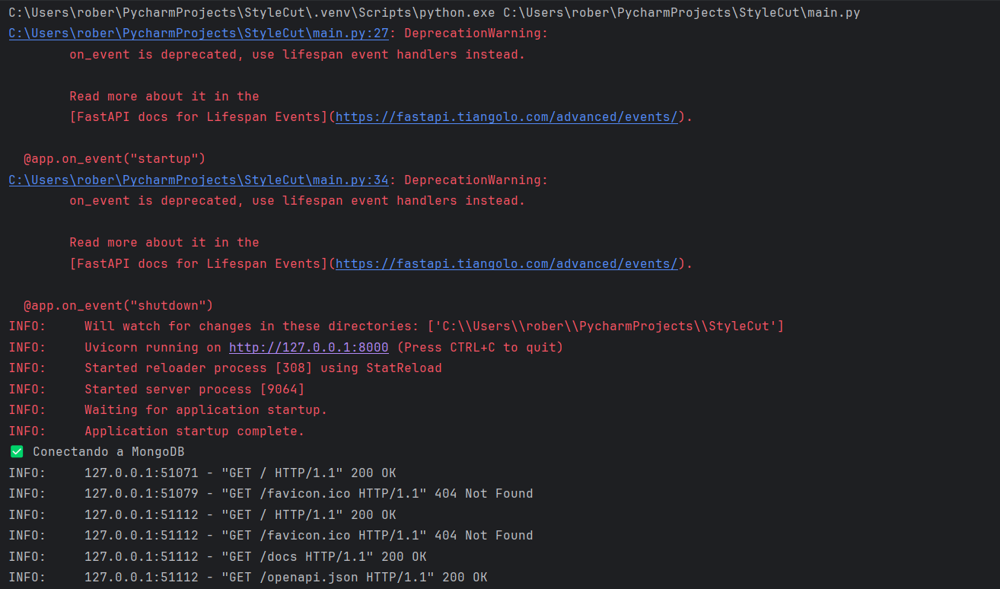 C:\Users\rober\PycharmProjects\StyleCut\.venv\Scripts\python.exe C:\Users\rober\PycharmProjects\StyleCut\main.py
C:\Users\rober\PycharmProjects\StyleCut\main.py:27: DeprecationWarning:
        on_event is deprecated, use lifespan event handlers instead.

        Read more about it in the
        [FastAPI docs for Lifespan Events](https://fastapi.tiangolo.com/advanced/events/).

  @app.on_event("startup")
C:\Users\rober\PycharmProjects\StyleCut\main.py:34: DeprecationWarning:
        on_event is deprecated, use lifespan event handlers instead.

        Read more about it in the
        [FastAPI docs for Lifespan Events](https://fastapi.tiangolo.com/advanced/events/).

  @app.on_event("shutdown")
INFO:     Will watch for changes in these directories: ['C:\\Users\\rober\\PycharmProjects\\StyleCut']
INFO:     Uvicorn running on http://127.0.0.1:8000 (Press CTRL+C to quit)
INFO:     Started reloader process [308] using StatReload
INFO:     Started server process [9064]
INFO:     Waiting for application startup.
INFO:     Application startup complete.
✅ Conectando a MongoDB
INFO:     127.0.0.1:51071 - "GET / HTTP/1.1" 200 OK
INFO:     127.0.0.1:51079 - "GET /favicon.ico HTTP/1.1" 404 Not Found
INFO:     127.0.0.1:51112 - "GET / HTTP/1.1" 200 OK
INFO:     127.0.0.1:51112 - "GET /favicon.ico HTTP/1.1" 404 Not Found
INFO:     127.0.0.1:51112 - "GET /docs HTTP/1.1" 200 OK
INFO:     127.0.0.1:51112 - "GET /openapi.json HTTP/1.1" 200 OK